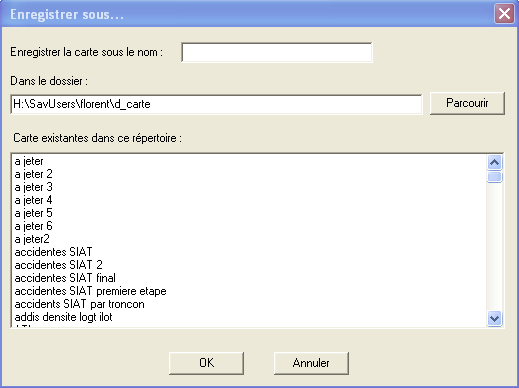 Enregistrer sous...
Enregistrer la carte sous le nom :
Dans le dossier :
H:\SavUsers\florent\d_carte
Parcourir
Carte existantes dans ce répertoire :
a jeter
a jeter 2
a jeter 3
a jeter 4
a jeter 5
a jeter 6
a jeter2
accidentes SIAT
accidentes SIAT 2
accidentes SIAT final
accidentes SIAT premiere etape
accidents SIAT par troncon
addis densite logt ilot
OK
Annuler